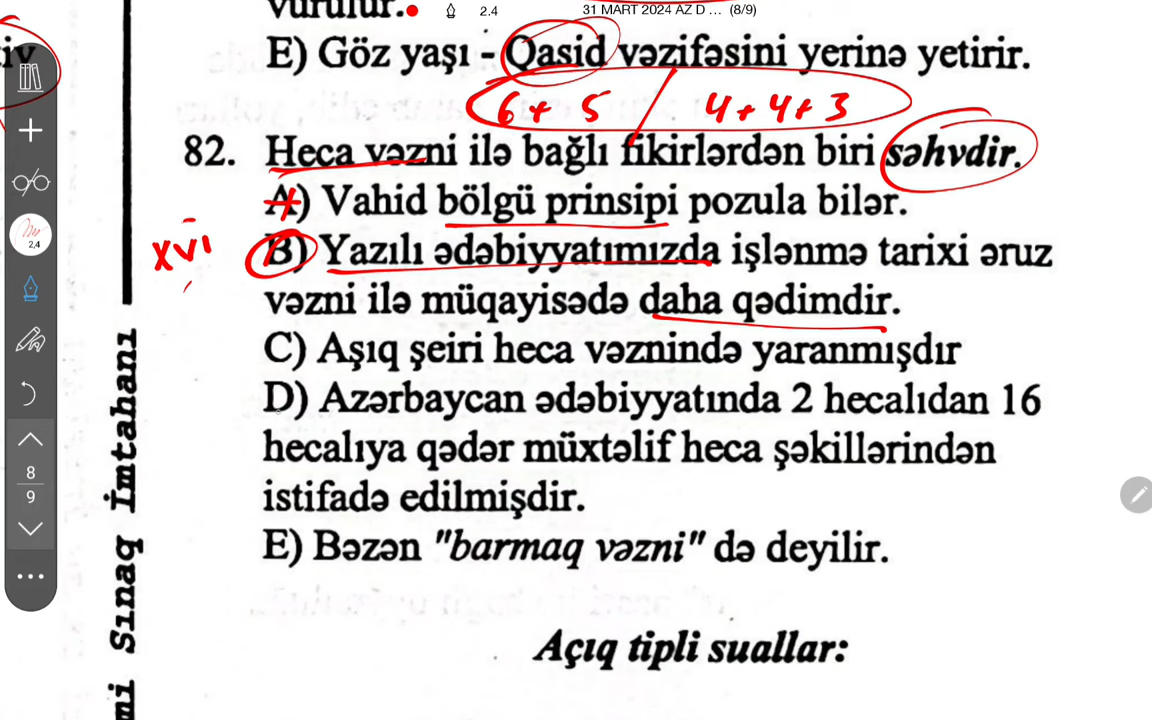 vurulur.
2.4
31 MART 2024 AZ D ... (8/9)
iv
E) Göz yaşı - Qasid vəzifəsini yerinə yetirir.
6+ 5 / 4+4+3
82. Heca vəzni ilə bağlı fikirlərdən biri səhvdir.
A) Vahid bölgü prinsipi pozula bilər.
XVI
B) Yazılı ədəbiyyatımızda işlənmə tarixi əruz
vəzni ilə müqayisədə daha qədimdir.
C) Aşıq şeiri heca vəznində yaranmışdır
D) Azərbaycan ədəbiyyatında 2 hecalıdan 16
hecalıya qədər müxtəlif heca şəkillərindən
istifadə edilmişdir.
E) Bəzən "barmaq vəzni" də deyilir.
Açıq tipli suallar:
mi Sınaq İmtahanı
2,4
8
9